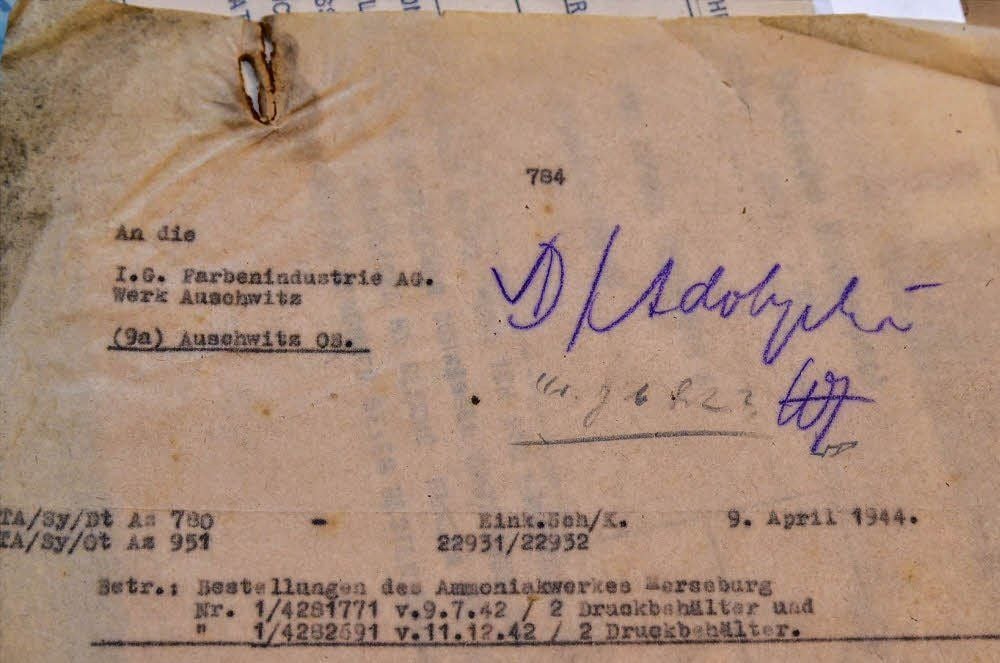 784
An die
I.G. Farbenindustrie AG.
Werk Auschwitz
(9a) Auschwitz OS.
TA/Sy/Dt As 780 - Eink.Sch/K. 9. April 1944.
TA/Sy/Ot As 951 22931/22932
Betr.: Bestellungen des Ammoniakwerkes Merseburg
Nr. 1/4281771 v.9.7.42 / 2 Druckbehälter und
" 1/4282691 v.11.12.42 / 2 Druckbehälter.